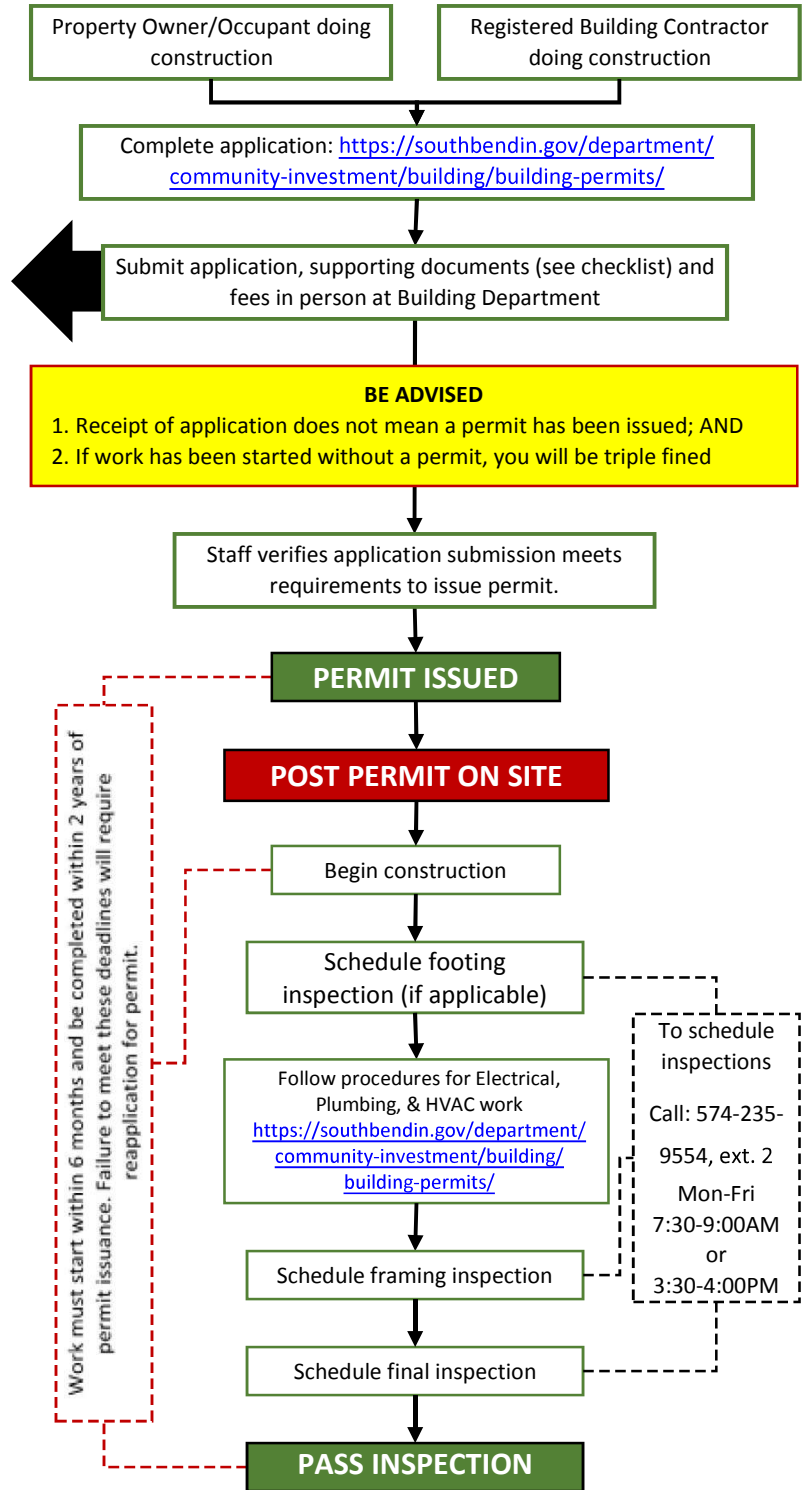 Property Owner/Occupant doing
construction
Registered Building Contractor
doing construction
Complete application: https://southbendin.gov/department/
community-investment/building/building-permits/
Submit application, supporting documents (see checklist) and
fees in person at Building Department
BE ADVISED
1. Receipt of application does not mean a permit has been issued; AND
2. If work has been started without a permit, you will be triple fined
Staff verifies application submission meets
requirements to issue permit.
PERMIT ISSUED
POST PERMIT ON SITE
Work must start within 6 months and be completed within 2 years of
permit issuance. Failure to meet these deadlines will require
reapplication for permit.
Begin construction
Schedule footing
inspection (if applicable)
To schedule
inspections
Call: 574-235-
9554, ext. 2
Mon-Fri
7:30-9:00AM
or
3:30-4:00PM
Follow procedures for Electrical,
Plumbing, & HVAC work
https://southbendin.gov/department/
community-investment/building/
building-permits/
Schedule framing inspection
Schedule final inspection
PASS INSPECTION